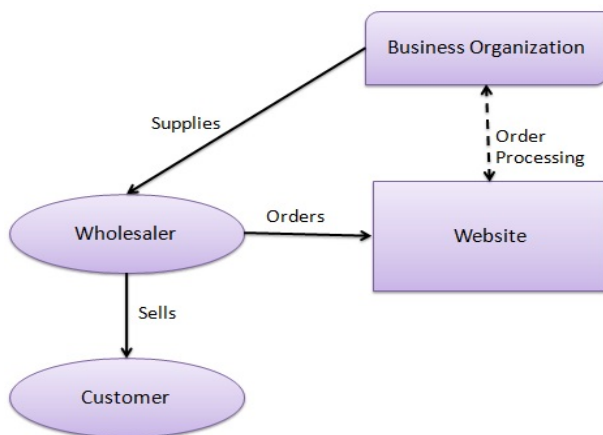 Business Organization
Supplies
Order
Processing
Wholesaler
Orders
Website
Sells
Customer